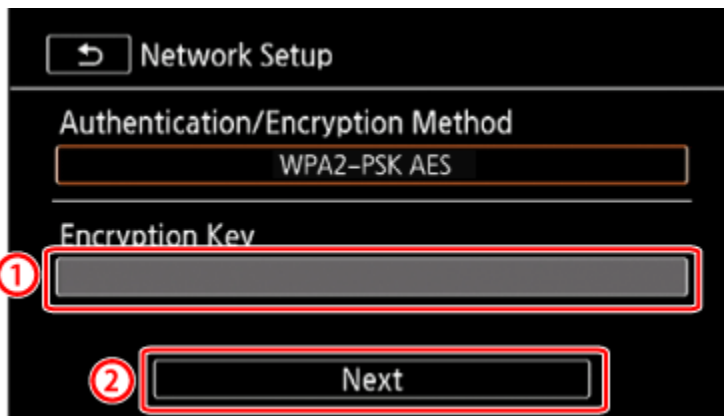 Network Setup
Authentication/Encryption Method
WPA2-PSK AES
Encryption Key
1
2 Next